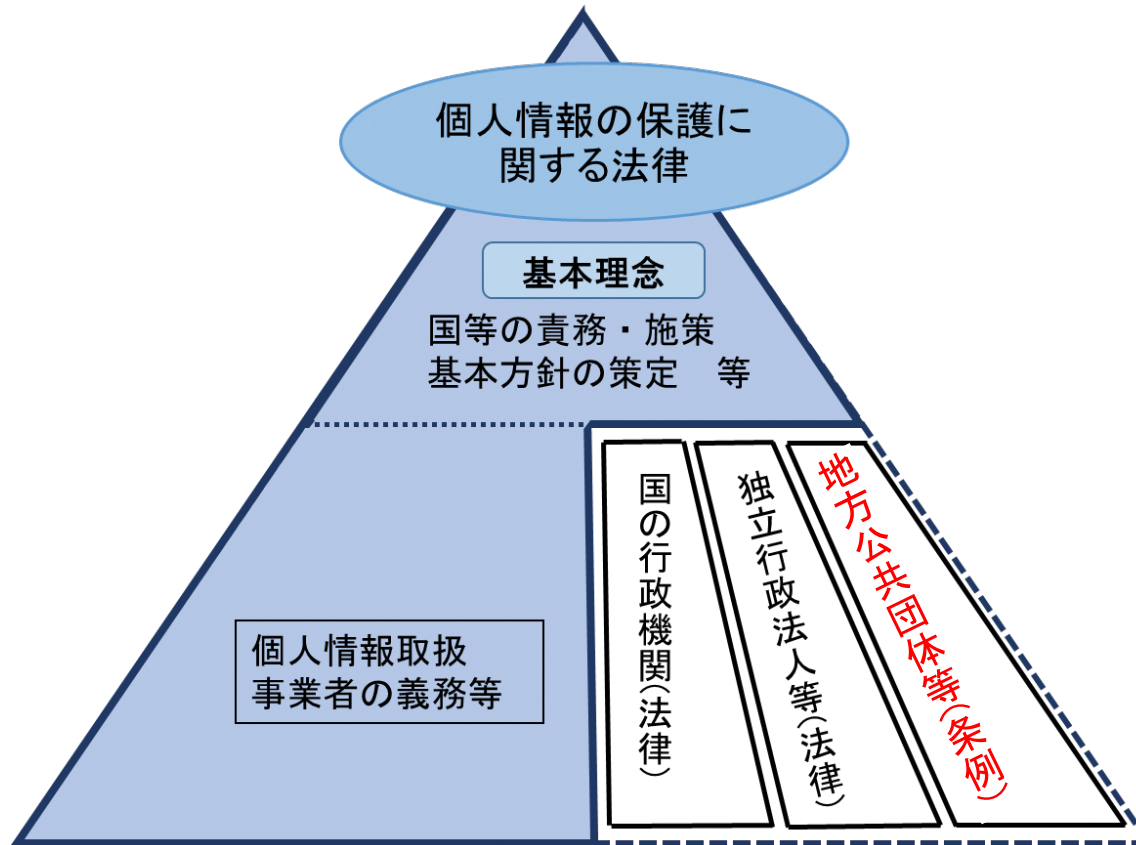 個人情報の保護に
関する法律
基本理念
国等の責務・施策
基本方針の策定　等
個人情報取扱
事業者の義務等
国の行政機関(法律)
独立行政法人等(法律)
地方公共団体等(条例)